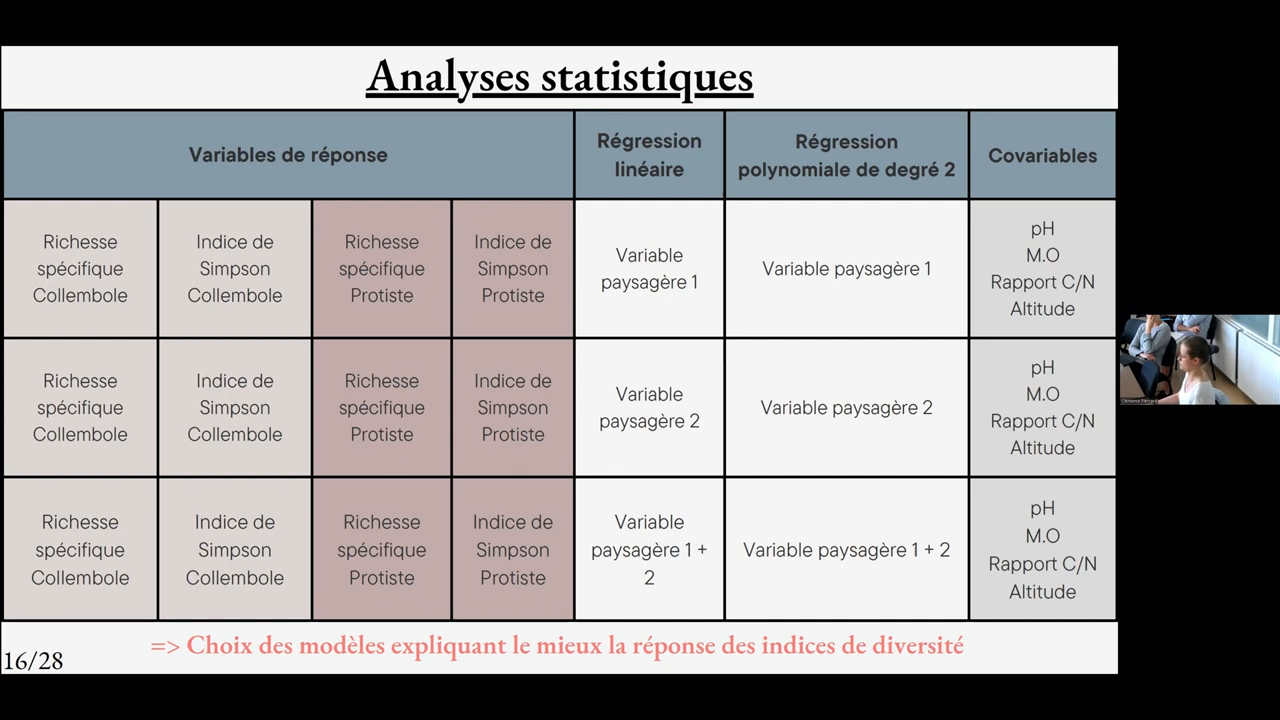 Analyses statistiques
Variables de réponse
Régression
linéaire
Régression
polynomiale de degré 2
Covariables
Richesse
spécifique
Collembole
Indice de
Simpson
Collembole
Richesse
spécifique
Protiste
Indice de
Simpson
Protiste
Variable
paysagère 1
Variable paysagère 1
pH
M.O
Rapport C/N
Altitude
Richesse
spécifique
Collembole
Indice de
Simpson
Collembole
Richesse
spécifique
Protiste
Indice de
Simpson
Protiste
Variable
paysagère 2
Variable paysagère 2
pH
M.O
Rapport C/N
Altitude
Richesse
spécifique
Collembole
Indice de
Simpson
Collembole
Richesse
spécifique
Protiste
Indice de
Simpson
Protiste
Variable
paysagère 1 +
2
Variable paysagère 1 + 2
pH
M.O
Rapport C/N
Altitude
=> Choix des modèles expliquant le mieux la réponse des indices de diversité
16/28